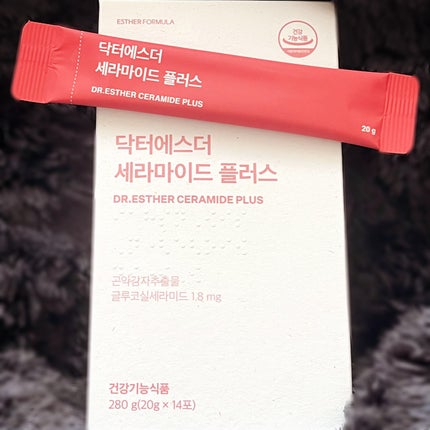 ESTHER FORMULA
건강
기능식품
닥터에스더
세라마이드 플러스
DR.ESTHER CERAMIDE PLUS
20 g
닥터에스더
세라마이드 플러스
DR.ESTHER CERAMIDE PLUS
곤약감자추출물
글루코실세라미드 1.8 mg
건강기능식품
280 g(20g × 14포)